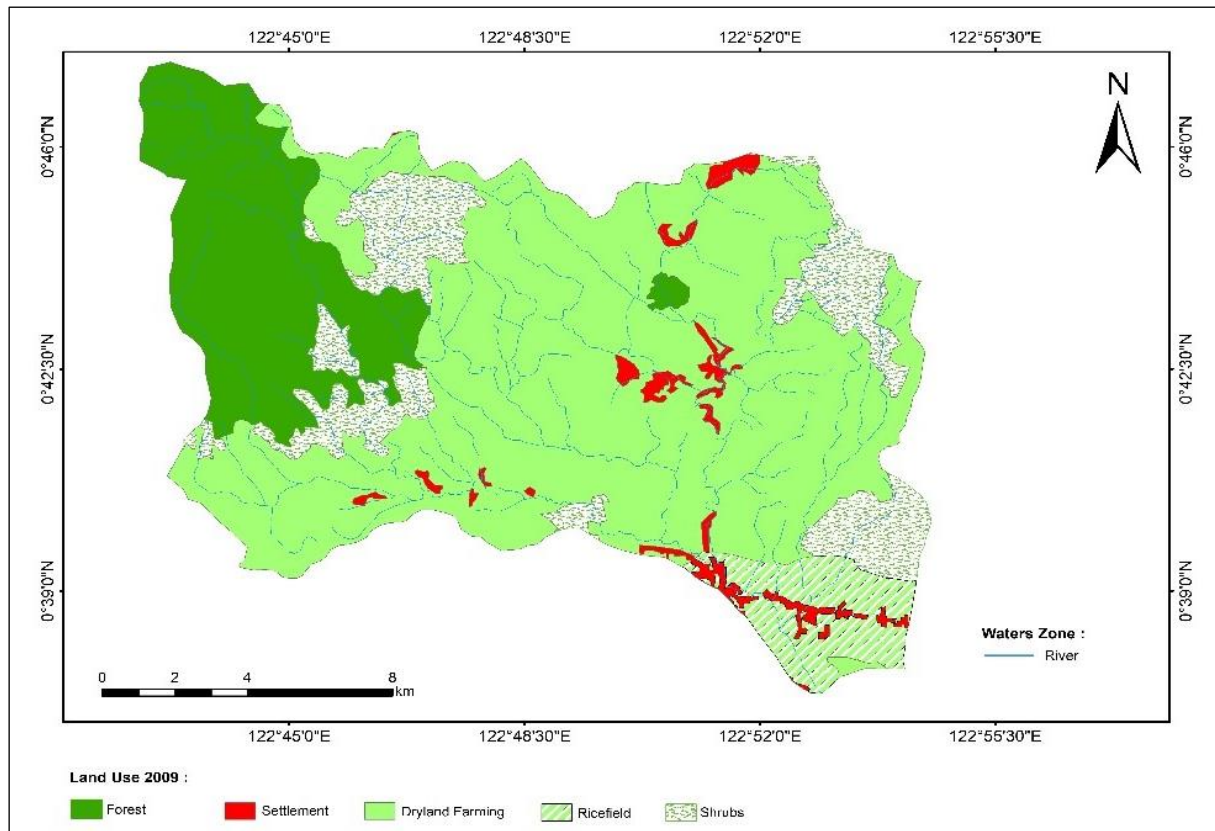 122°45'0"E 122°48'30"E 122°52'0"E 122°55'30"E
N
0°46'0"N 0°46'0"N
0°42'30"N 0°42'30"N
0°39'0"N 0°39'0"N
Waters Zone :
River
0 2 4 8
km
122°45'0"E 122°48'30"E 122°52'0"E 122°55'30"E
Land Use 2009 :
Forest Settlement Dryland Farming Ricefield Shrubs